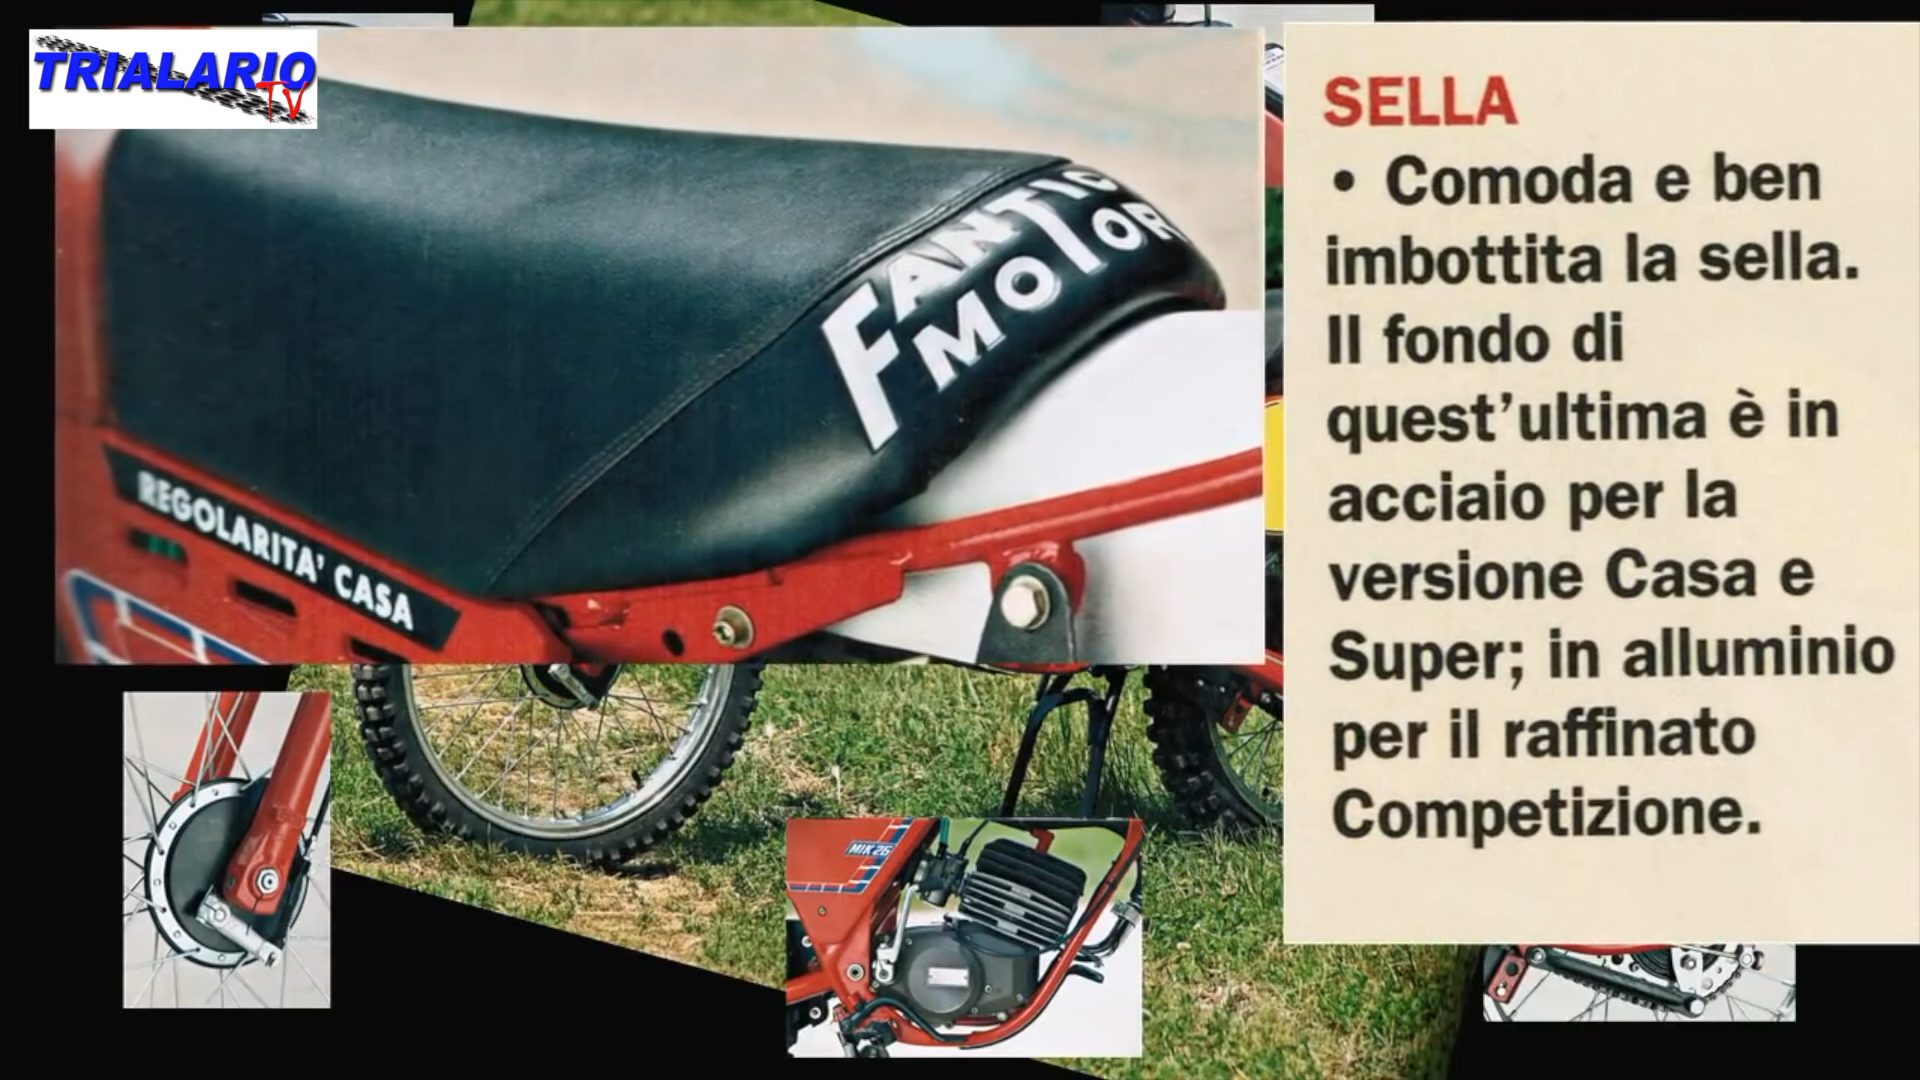 TRIALARIO
TV
FANTIC
MOTOR
REGOLARITA' CASA
SELLA
• Comoda e ben
imbottita la sella.
Il fondo di
quest'ultima è in
acciaio per la
versione Casa e
Super; in alluminio
per il raffinato
Competizione.
MIK 26